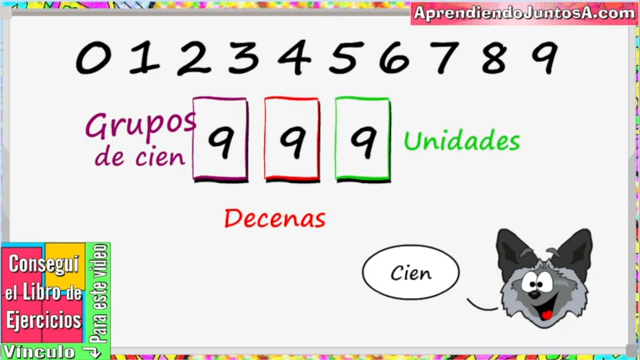 AprendiendoJuntosA.com
0 1 2 3 4 5 6 7 8 9
Grupos
de cien
9 9 9
Unidades
Decenas
Cien
Conseguí
el Libro de
Ejercicios
Vínculo
Para este video